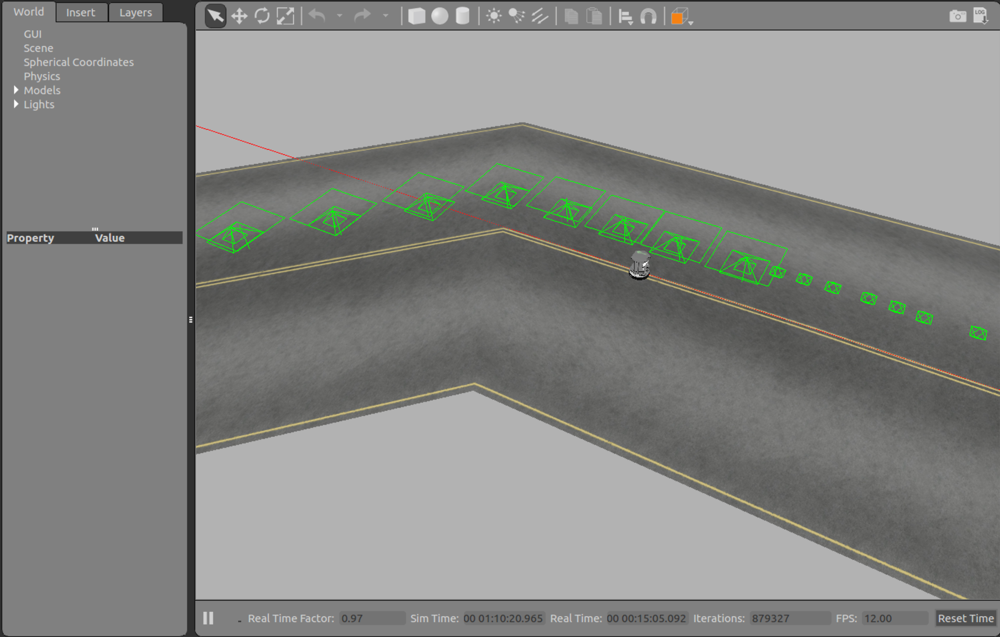 World Insert Layers
GUI
Scene
Spherical Coordinates
Physics
Models
Lights
Property Value
LOG
Real Time Factor: 0.97 Sim Time: 00 01:10:20.965 Real Time: 00 00:15:05.092 Iterations: 879327 FPS: 12.00 Reset Time